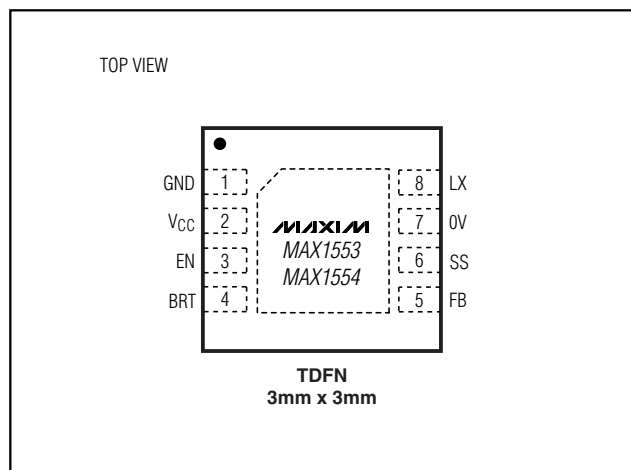 TOP VIEW
GND 1 8 LX
VCC 2 7 0V
MAXIM
EN 3 6 SS
MAX1553
MAX1554
BRT 4 5 FB
TDFN
3mm x 3mm